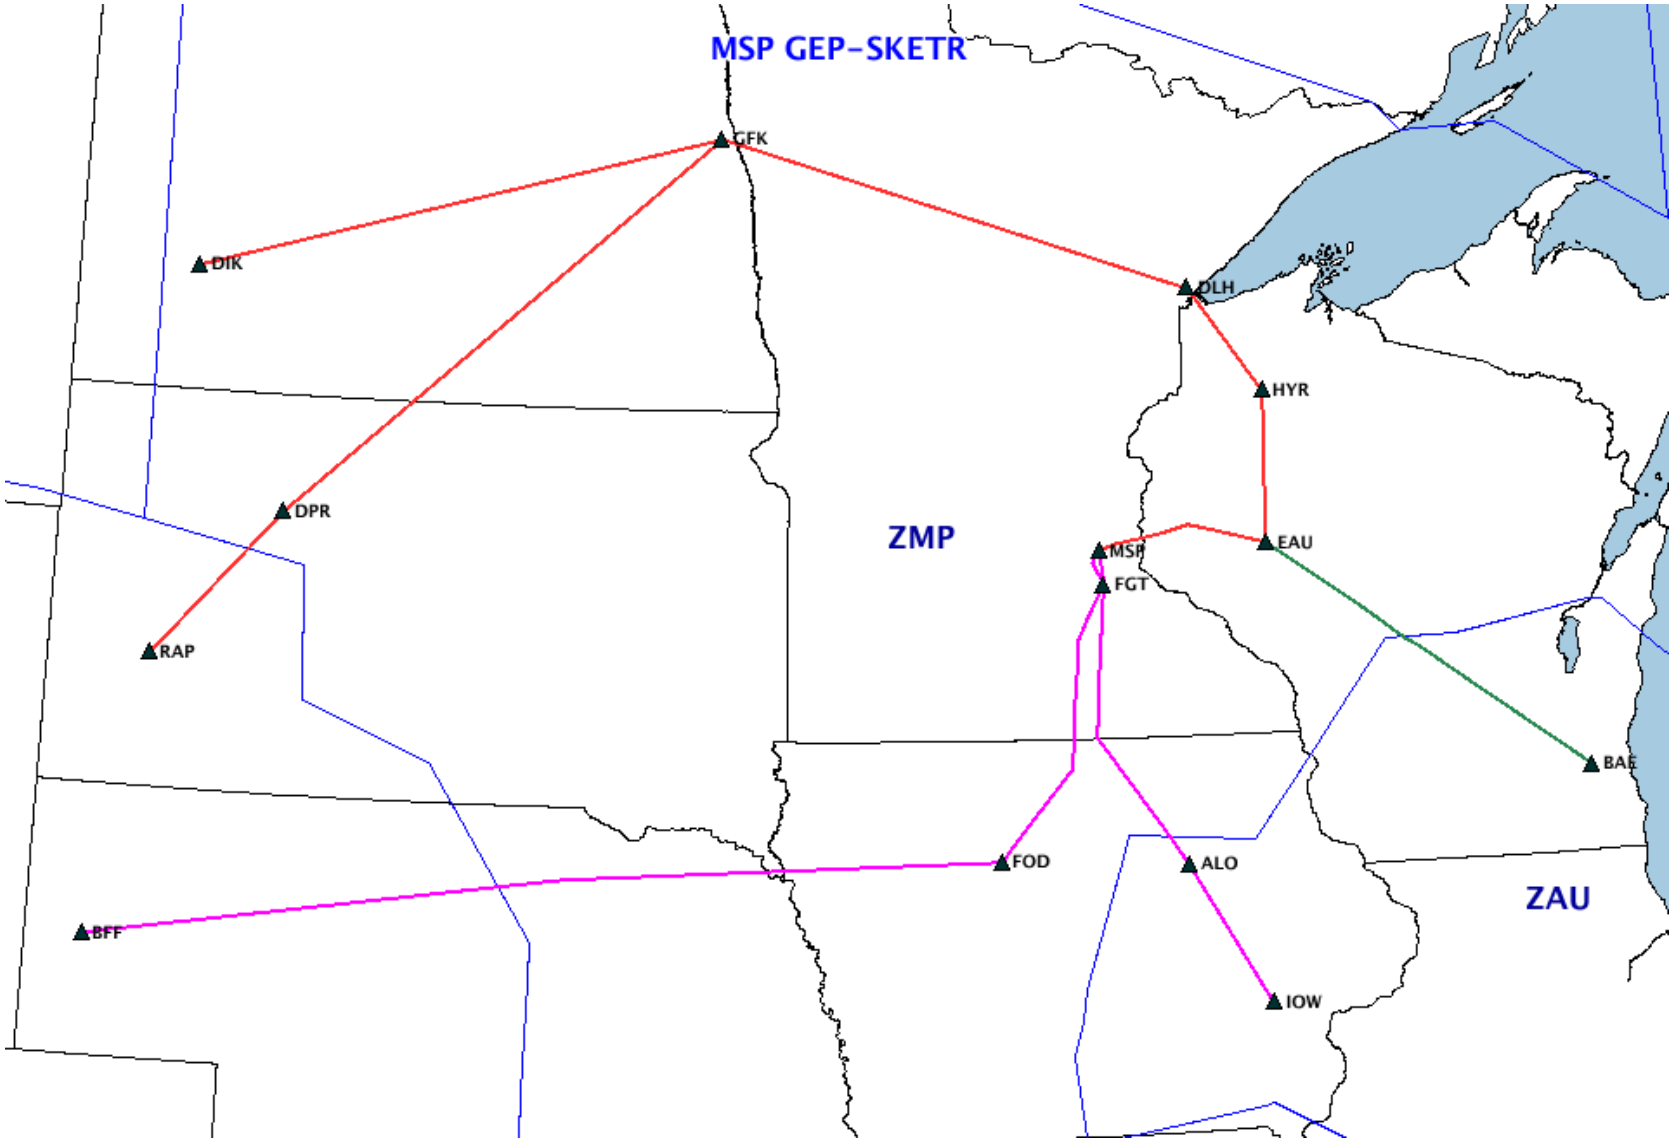 MSP GEP-SKETR
GFK
DIK
DLH
HYR
DPR
ZMP
EAU
MSP
FGT
RAP
BAE
FOD
ALO
ZAU
BFF
IOW